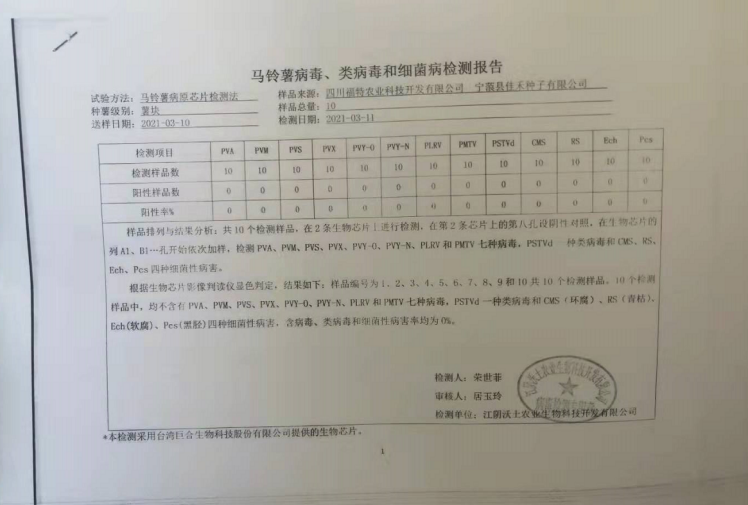 马铃薯病毒、类病毒和细菌病检测报告
试验方法：马铃薯病原芯片检测法 样品来源：四川福特农业科技开发有限公司 宁蒗县佳禾种子有限公司
种薯级别：薯块 样品总量：10
送样日期：2021-03-10 检测日期：2021-03-11
检测项目 PVA PVM PVS PVX PVY-O PVY-N PLRV PMTV PSTVd CMS RS Ech Pcs
检测样品数 10 10 10 10 10 10 10 10 10 10 10 10 10
阳性样品数 0 0 0 0 0 0 0 0 0 0 0 0 0
阳性率% 0 0 0 0 0 0 0 0 0 0 0 0 0
样品排列与结果分析：共10个检测样品，在2条生物芯片上进行检测，在第2条芯片上的第八孔设阴性对照，在生物芯片的
列A1、B1…孔开始依次加样，检测PVA、PVM、PVS、PVX、PVY-O、PVY-N、PLRV和PMTV七种病毒，PSTVd 一种类病毒和CMS、RS、
Ech、Pcs四种细菌性病害。
根据生物芯片影像判读仪显色判定，结果如下：样品编号为1、2、3、4、5、6、7、8、9和10共10个检测样品，10个检测
样品中，均不含有PVA、PVM、PVS、PVX、PVY-O、PVY-N、PLRV和PMTV七种病毒，PSTVd一种类病毒和CMS（环腐）、RS（青枯）、
Ech(软腐)、Pcs(黑胫)四种细菌性病害，含病毒、类病毒和细菌性病害率均为0%。
检测人：荣世菲
审核人：居玉玲
检测单位：江阴沃土农业生物科技开发有限公司
*本检测采用台湾巨合生物科技股份有限公司提供的生物芯片。
1